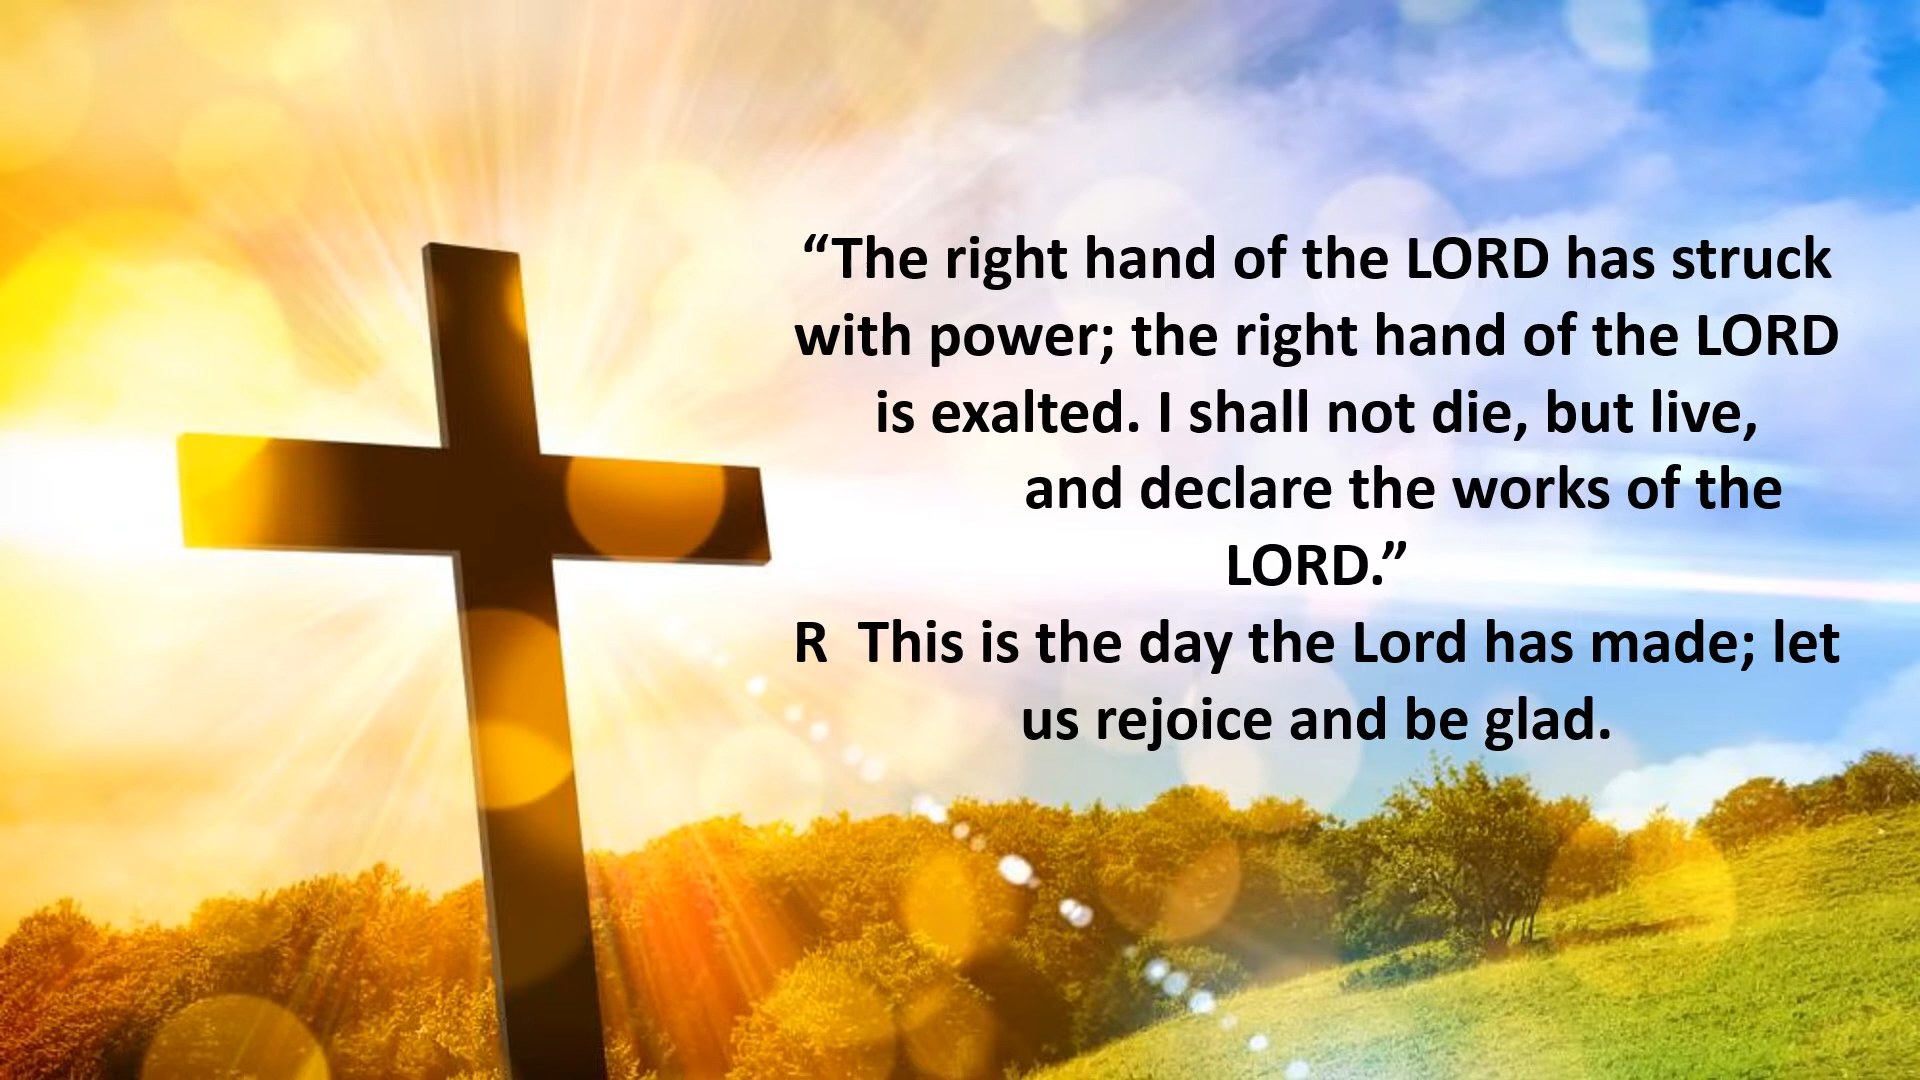 “The right hand of the LORD has struck
with power; the right hand of the LORD
is exalted. I shall not die, but live,
and declare the works of the
LORD.”
R  This is the day the Lord has made; let
us rejoice and be glad.